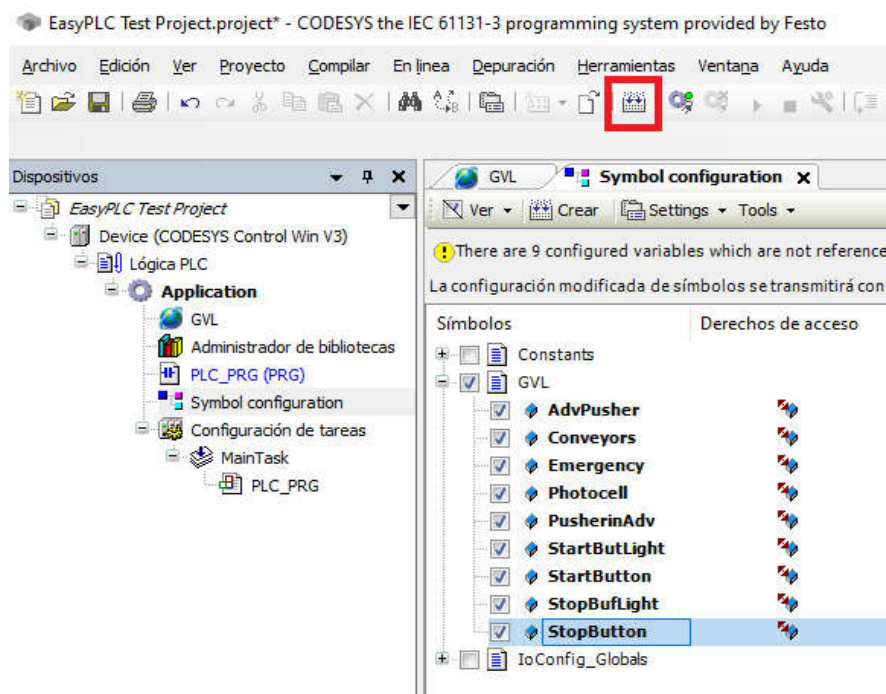 EasyPLC Test Project.project* - CODESYS the IEC 61131-3 programming system provided by Festo
Archivo Edición Ver Proyecto Compilar En línea Depuración Herramientas Ventana Ayuda
Dispositivos
EasyPLC Test Project
Device (CODESYS Control Win V3)
Lógica PLC
Application
GVL
Administrador de bibliotecas
PLC_PRG (PRG)
Symbol configuration
Configuración de tareas
MainTask
PLC_PRG
GVL Symbol configuration
Ver Crear Settings Tools
There are 9 configured variables which are not reference
La configuración modificada de símbolos se transmitirá con
Símbolos Derechos de acceso
Constants
GVL
AdvPusher
Conveyors
Emergency
Photocell
PusherinAdv
StartButLight
StartButton
StopBufLight
StopButton
IoConfig_Globals